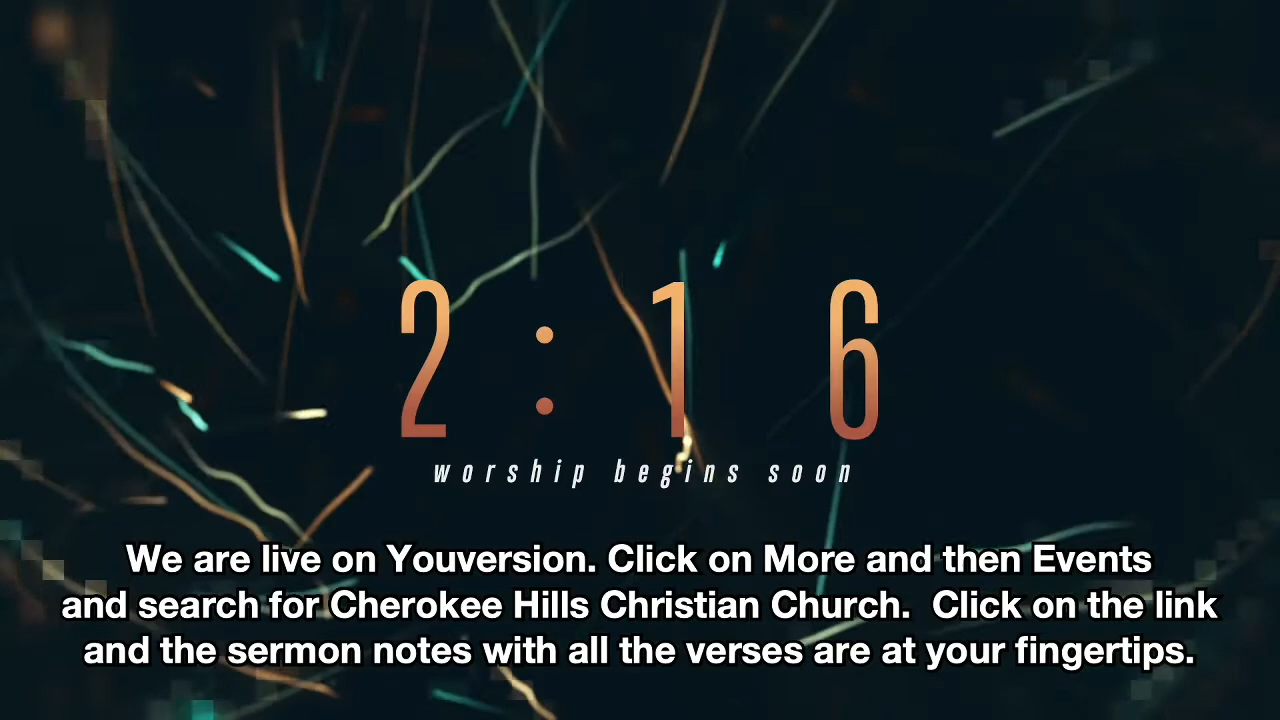 2:16
worship begins soon
We are live on Youversion. Click on More and then Events
and search for Cherokee Hills Christian Church.  Click on the link
and the sermon notes with all the verses are at your fingertips.